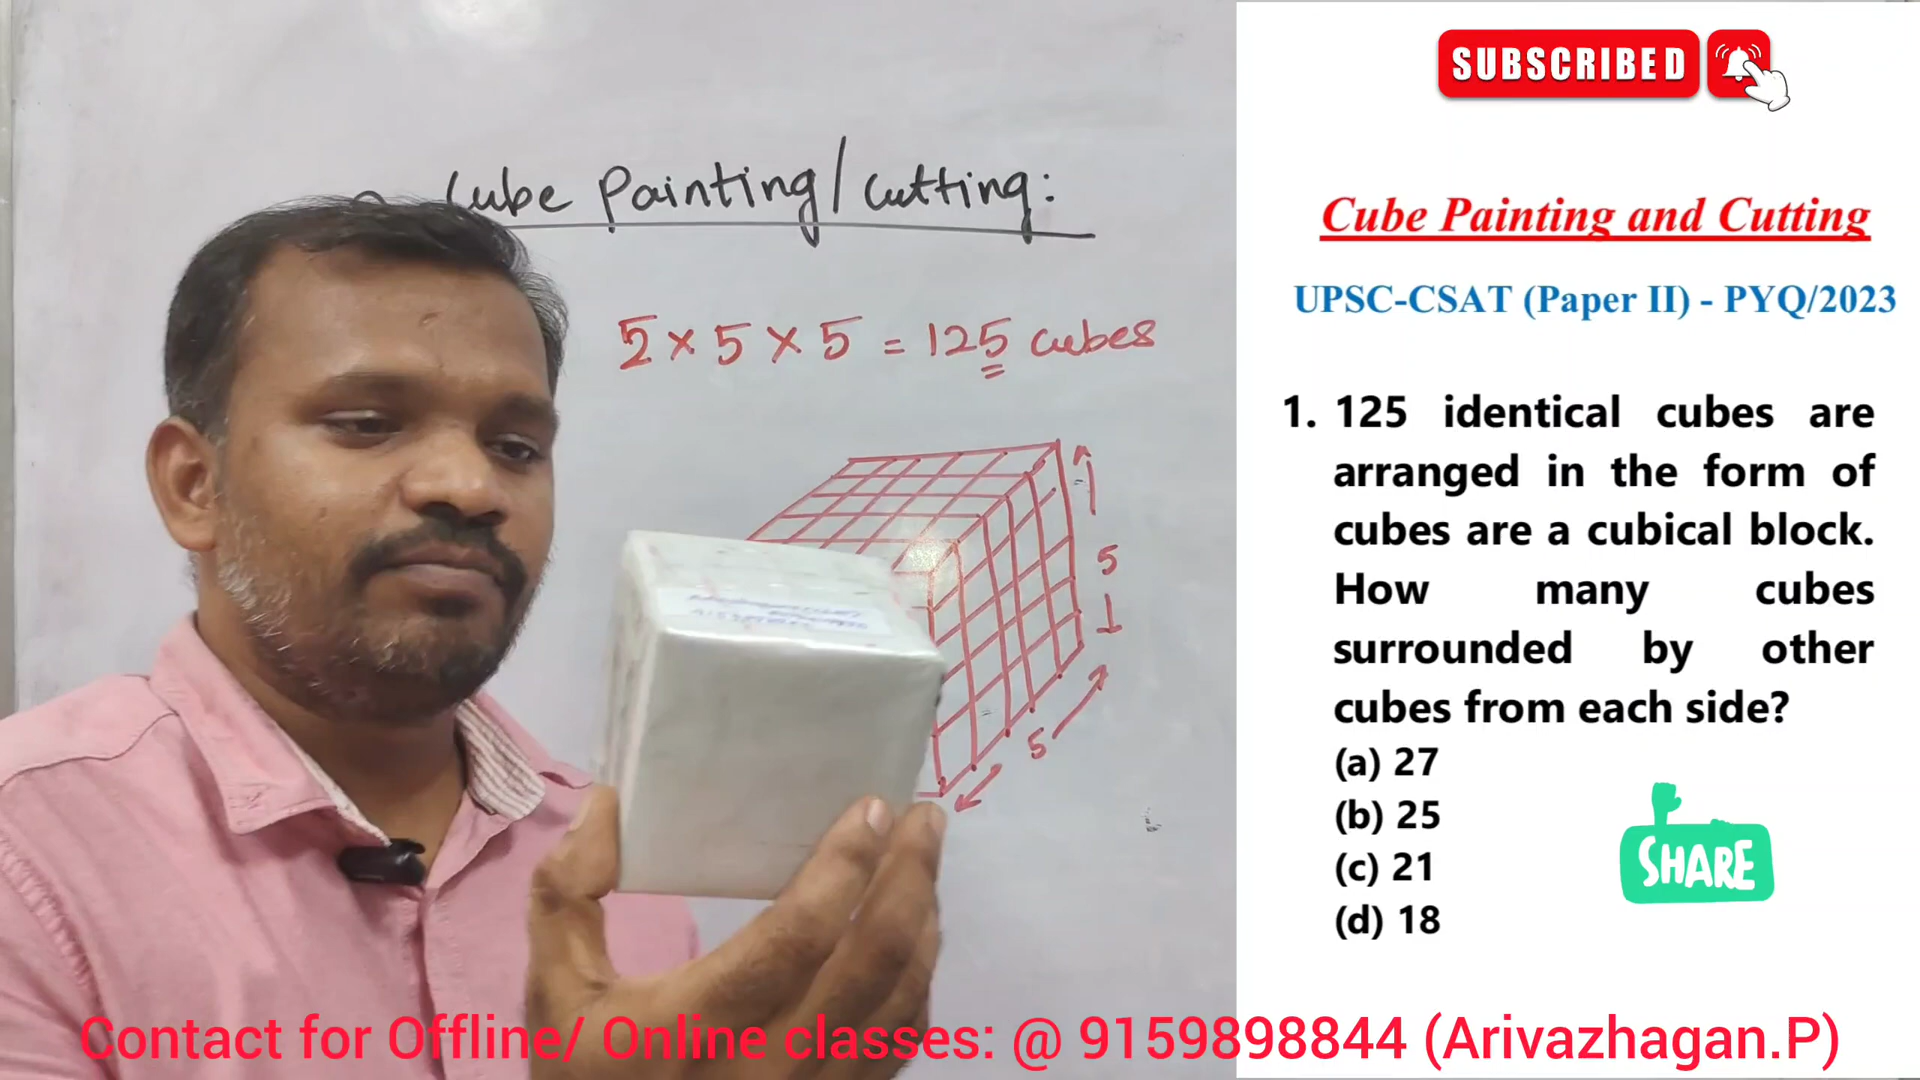 Cube Painting/Cutting:
5 × 5 × 5 = 125 cubes
5
5
SUBSCRIBED
Cube Painting and Cutting
UPSC-CSAT (Paper II) - PYQ/2023
1. 125 identical cubes are
arranged in the form of
cubes are a cubical block.
How many cubes
surrounded by other
cubes from each side?
(a) 27
(b) 25
(c) 21
(d) 18
SHARE
Contact for Offline/ Online classes: @ 9159898844 (Arivazhagan.P)